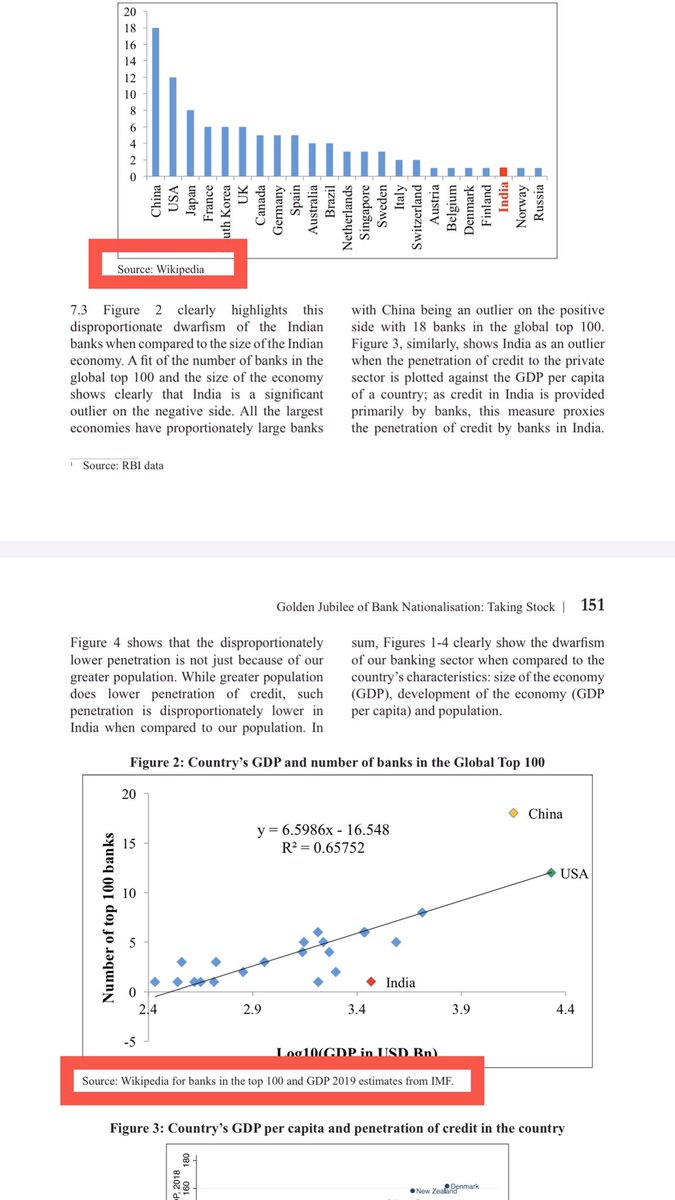 20
18
16
14
12
10
8
6
4
2
0
China
USA
Japan
France
uth Korea
UK
Canada
Germany
Spain
Australia
Brazil
Netherlands
Singapore
Sweden
Italy
Switzerland
Austria
Belgium
Denmark
Finland
India
Norway
Russia
Source: Wikipedia
7.3 Figure 2 clearly highlights this
disproportionate dwarfism of the Indian
banks when compared to the size of the Indian
economy. A fit of the number of banks in the
global top 100 and the size of the economy
shows clearly that India is a significant
outlier on the negative side. All the largest
economies have proportionately large banks
with China being an outlier on the positive
side with 18 banks in the global top 100.
Figure 3, similarly, shows India as an outlier
when the penetration of credit to the private
sector is plotted against the GDP per capita
of a country; as credit in India is provided
primarily by banks, this measure proxies
the penetration of credit by banks in India.
1 Source: RBI data
Golden Jubilee of Bank Nationalisation: Taking Stock | 151
Figure 4 shows that the disproportionately
lower penetration is not just because of our
greater population. While greater population
does lower penetration of credit, such
penetration is disproportionately lower in
India when compared to our population. In
sum, Figures 1-4 clearly show the dwarfism
of our banking sector when compared to the
country's characteristics: size of the economy
(GDP), development of the economy (GDP
per capita) and population.
Figure 2: Country's GDP and number of banks in the Global Top 100
Number of top 100 banks
20
15
10
5
0
-5
y = 6.5986x - 16.548
R² = 0.65752
China
USA
India
2.4 2.9 3.4 3.9 4.4
Log10(GDP in USD Bn)
Source: Wikipedia for banks in the top 100 and GDP 2019 estimates from IMF.
Figure 3: Country's GDP per capita and penetration of credit in the country
P, 2018
180
160
New Zealand
Denmark